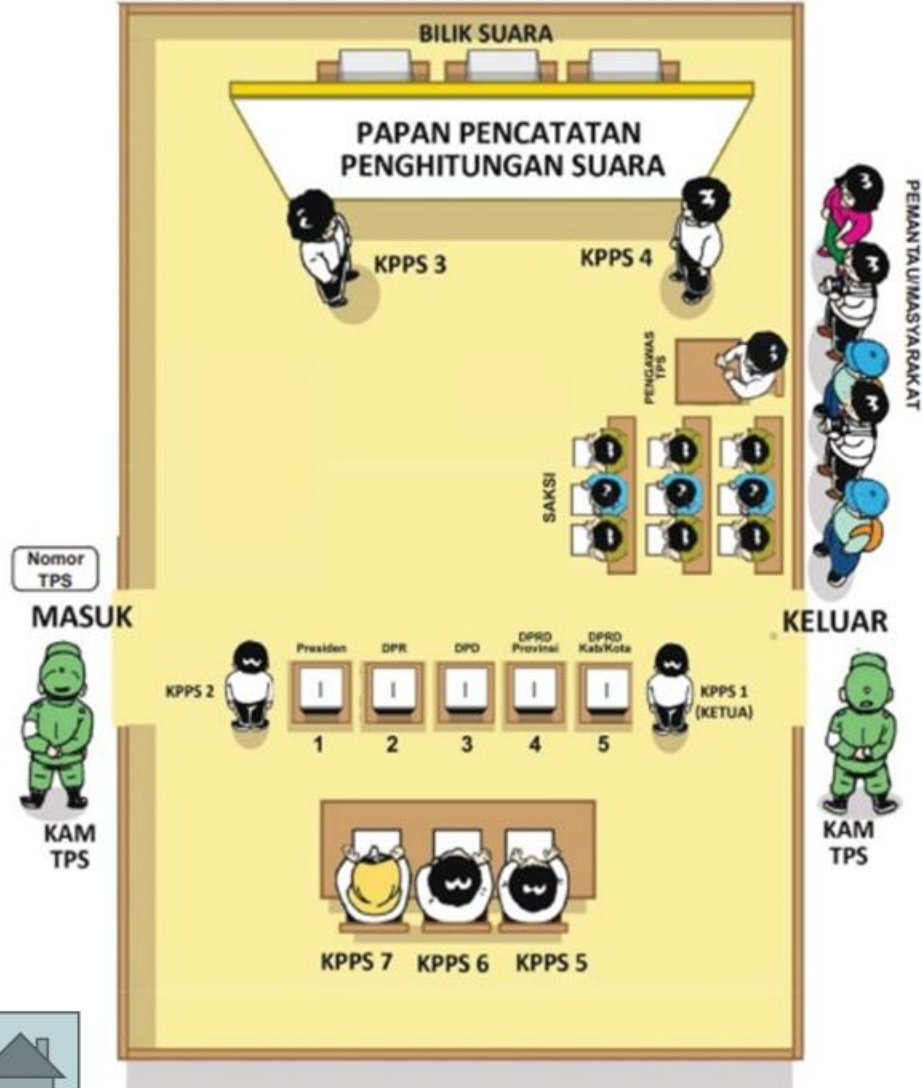 BILIK SUARA
PAPAN PENCATATAN
PENGHITUNGAN SUARA
KPPS 3
KPPS 4
PEMANTAU/MASYARAKAT
PENGAWAS
TPS
SAKSI
Nomor
TPS
MASUK
KELUAR
KPPS 2
Presiden
DPR
DPD
DPRD
Provinsi
DPRD
Kab/Kota
KPPS 1
(KETUA)
1
2
3
4
5
KAM
TPS
KAM
TPS
KPPS 7
KPPS 6
KPPS 5